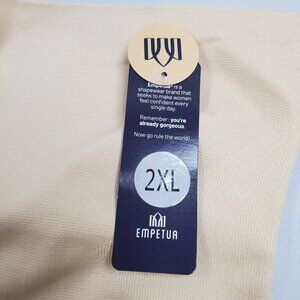 Empetua® is a
shapewear brand that
seeks to make women
feel confident every
single day.
Remember: you're
already gorgeous.
Now go rule the world!
2XL
EMPETUA